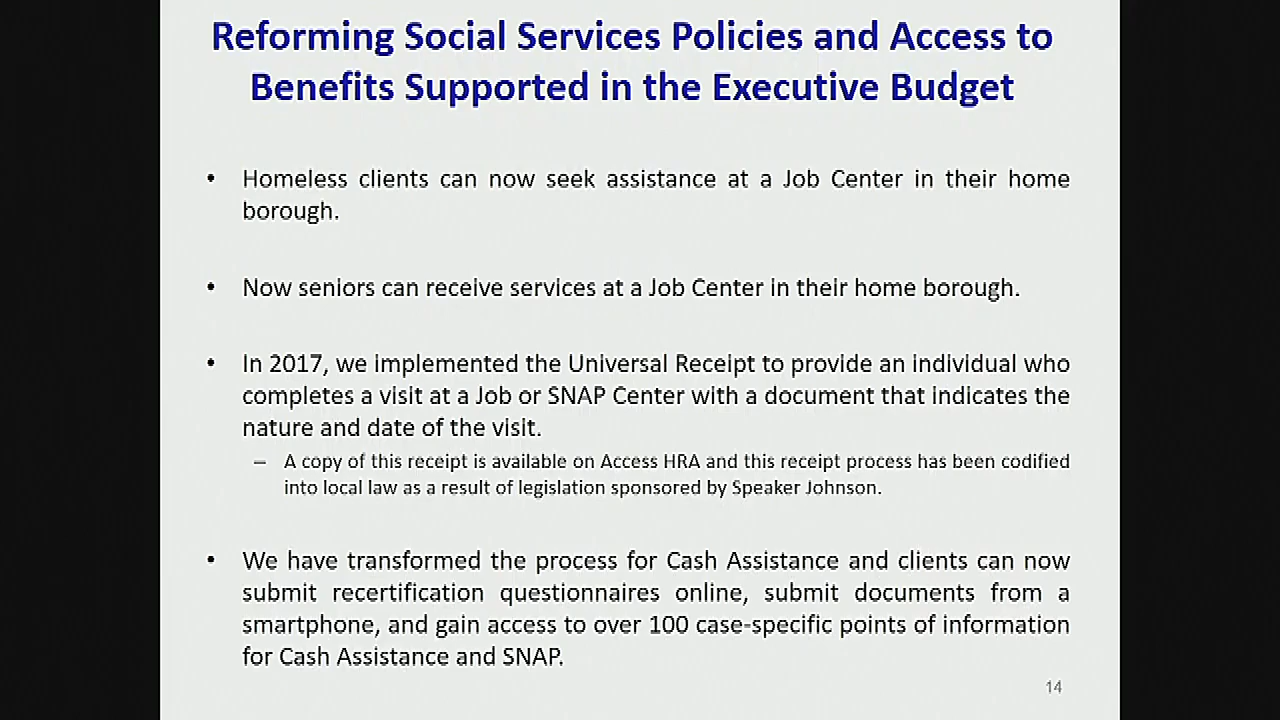 Reforming Social Services Policies and Access to
Benefits Supported in the Executive Budget
• Homeless clients can now seek assistance at a Job Center in their home
borough.
• Now seniors can receive services at a Job Center in their home borough.
• In 2017, we implemented the Universal Receipt to provide an individual who
completes a visit at a Job or SNAP Center with a document that indicates the
nature and date of the visit.
– A copy of this receipt is available on Access HRA and this receipt process has been codified
into local law as a result of legislation sponsored by Speaker Johnson.
• We have transformed the process for Cash Assistance and clients can now
submit recertification questionnaires online, submit documents from a
smartphone, and gain access to over 100 case-specific points of information
for Cash Assistance and SNAP.
14